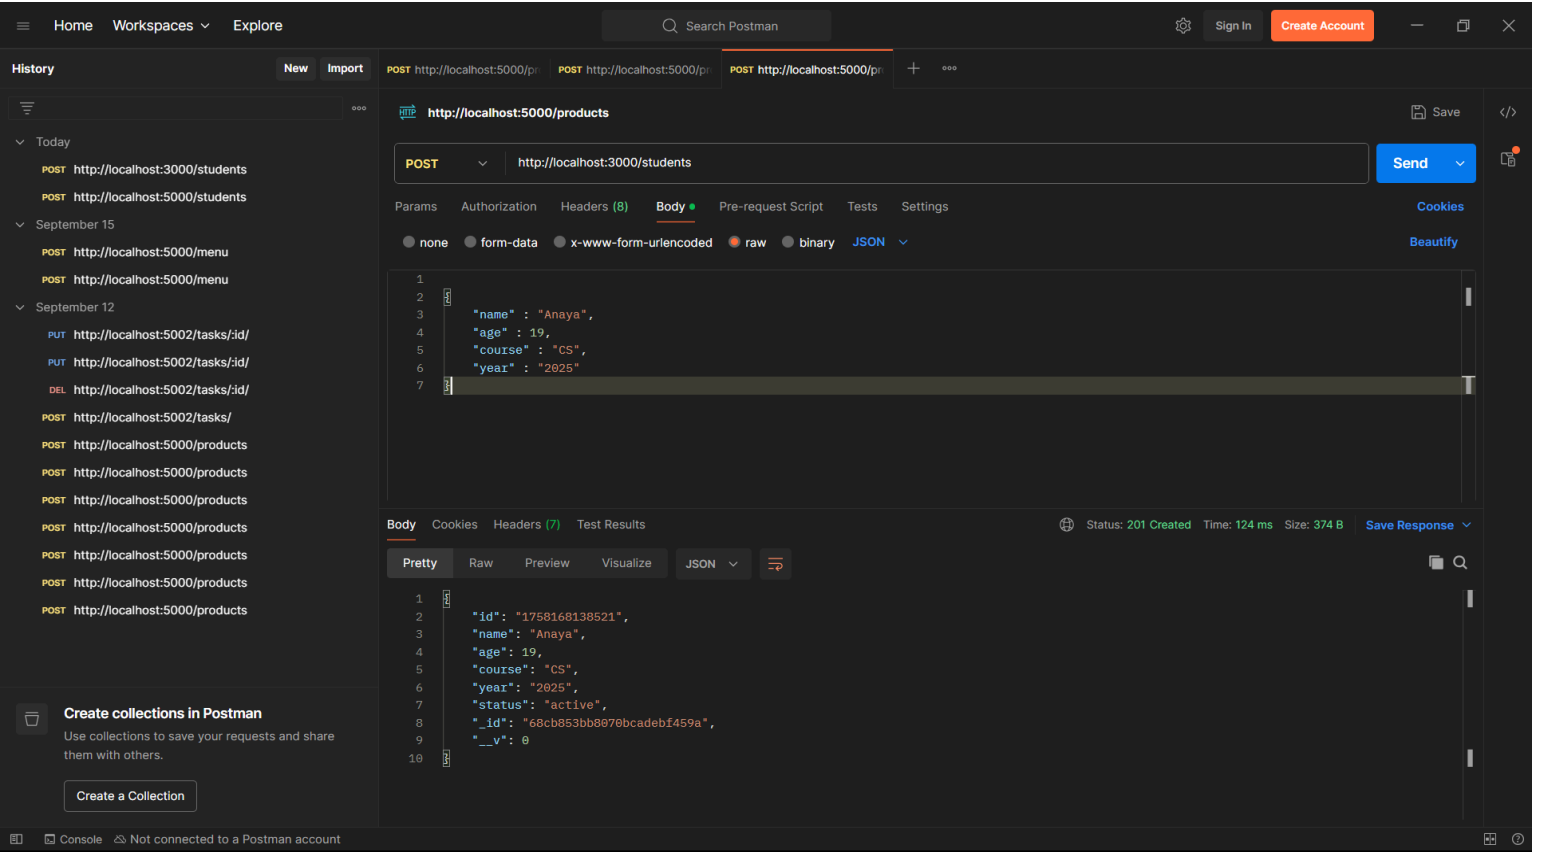 Home Workspaces Explore Search Postman Sign In Create Account
History New Import
POST http://localhost:5000/pr POST http://localhost:5000/pr POST http://localhost:5000/pr
HTTP http://localhost:5000/products Save </>
Today
POST http://localhost:3000/students
POST http://localhost:5000/students
September 15
POST http://localhost:5000/menu
POST http://localhost:5000/menu
September 12
PUT http://localhost:5002/tasks/:id/
PUT http://localhost:5002/tasks/:id/
DEL http://localhost:5002/tasks/:id/
POST http://localhost:5002/tasks/
POST http://localhost:5000/products
POST http://localhost:5000/products
POST http://localhost:5000/products
POST http://localhost:5000/products
POST http://localhost:5000/products
POST http://localhost:5000/products
POST http://localhost:5000/products
Create collections in Postman
Use collections to save your requests and share
them with others.
Create a Collection
POST http://localhost:3000/students Send
Params Authorization Headers (8) Body Pre-request Script Tests Settings Cookies
none form-data x-www-form-urlencoded raw binary JSON Beautify
1
2 {
3 "name" : "Anaya",
4 "age" : 19,
5 "course" : "CS",
6 "year" : "2025"
7 }
Body Cookies Headers (7) Test Results Status: 201 Created Time: 124 ms Size: 374 B Save Response
Pretty Raw Preview Visualize JSON
1 {
2 "id": "1758168138521",
3 "name": "Anaya",
4 "age": 19,
5 "course": "CS",
6 "year": "2025",
7 "status": "active",
8 "_id": "68cb853bb8070bcadebf459a",
9 "__v": 0
10 }
Console Not connected to a Postman account